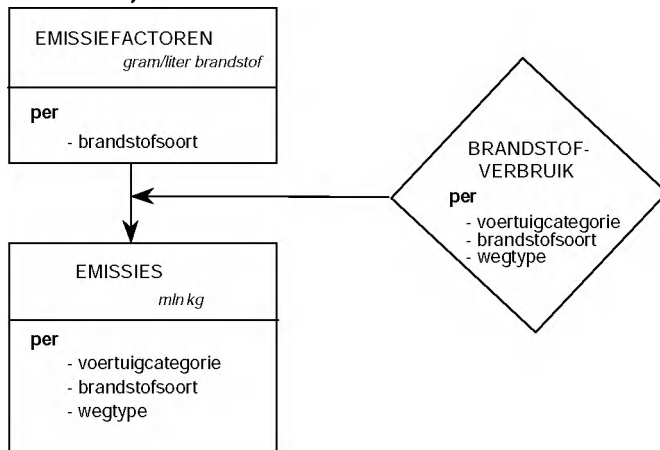 EMISSIEFACTOREN
gram/liter brandstof
per
- brandstofsoort
BRANDSTOF-
VERBRUIK
per
- voertuigcategorie
- brandstofsoort
- wegtype
EMISSIES
mln kg
per
- voertuigcategorie
- brandstofsoort
- wegtype